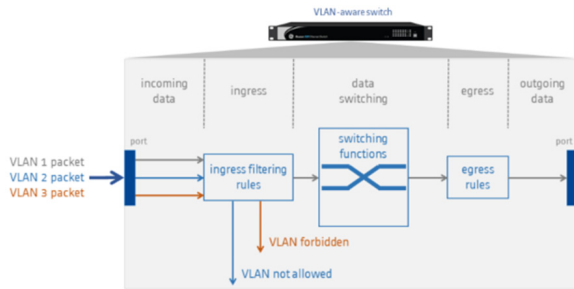 VLAN-aware switch
incoming
data
ingress
data
switching
egress
outgoing
data
port
port
VLAN 1 packet
VLAN 2 packet
VLAN 3 packet
ingress filtering
rules
switching
functions
egress
rules
VLAN forbidden
VLAN not allowed